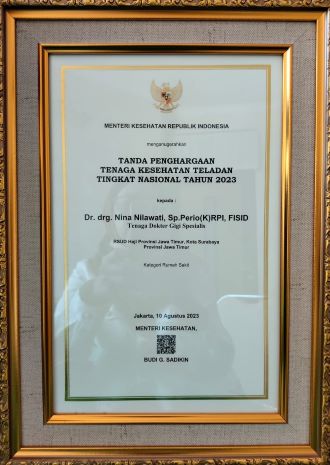 MENTERI KESEHATAN REPUBLIK INDONESIA
menganugerahkan
TANDA PENGHARGAAN
TENAGA KESEHATAN TELADAN
TINGKAT NASIONAL TAHUN 2023
kepada :
Dr. drg. Nina Nilawati, Sp.Perio(K)RPI, FISID
Tenaga Dokter Gigi Spesialis
RSUD Haji Provinsi Jawa Timur, Kota Surabaya
Provinsi Jawa Timur
Kategori Rumah Sakit
Jakarta, 10 Agustus 2023
MENTERI KESEHATAN,
BUDI G. SADIKIN